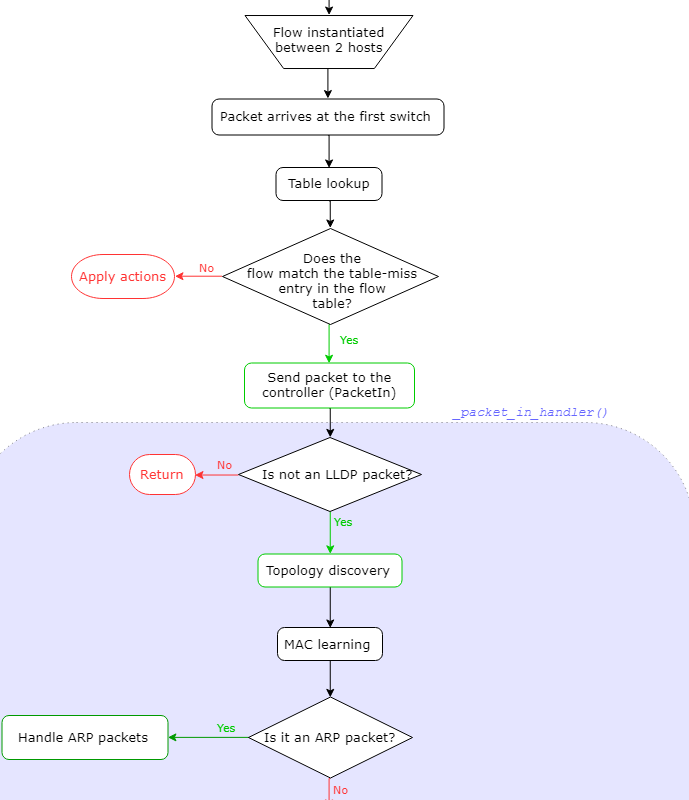 Flow instantiated
between 2 hosts
Packet arrives at the first switch
Table lookup
Does the
flow match the table-miss
entry in the flow
table?
No
Apply actions
Yes
Send packet to the
controller (PacketIn)
_packet_in_handler()
Is not an LLDP packet?
No
Return
Yes
Topology discovery
MAC learning
Is it an ARP packet?
Yes
Handle ARP packets
No